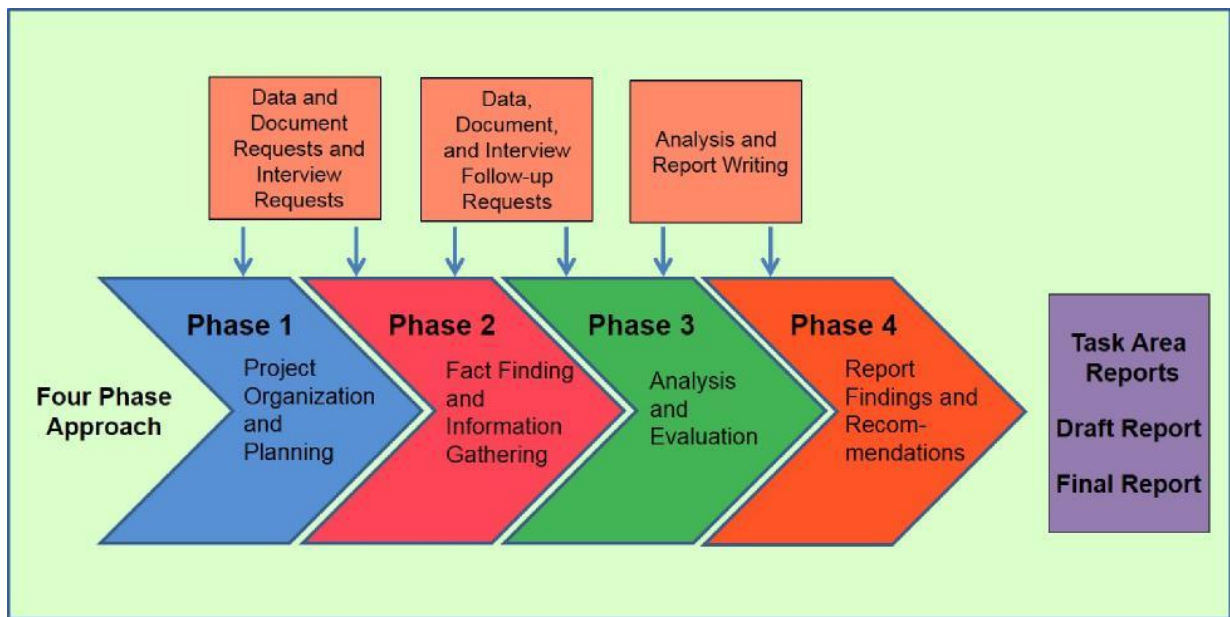 Data and
Document
Requests and
Interview
Requests
Data,
Document,
and Interview
Follow-up
Requests
Analysis and
Report Writing
Four Phase
Approach
Phase 1
Project
Organization
and
Planning
Phase 2
Fact Finding
and
Information
Gathering
Phase 3
Analysis
and
Evaluation
Phase 4
Report
Findings and
Recom-
mendations
Task Area
Reports
Draft Report
Final Report